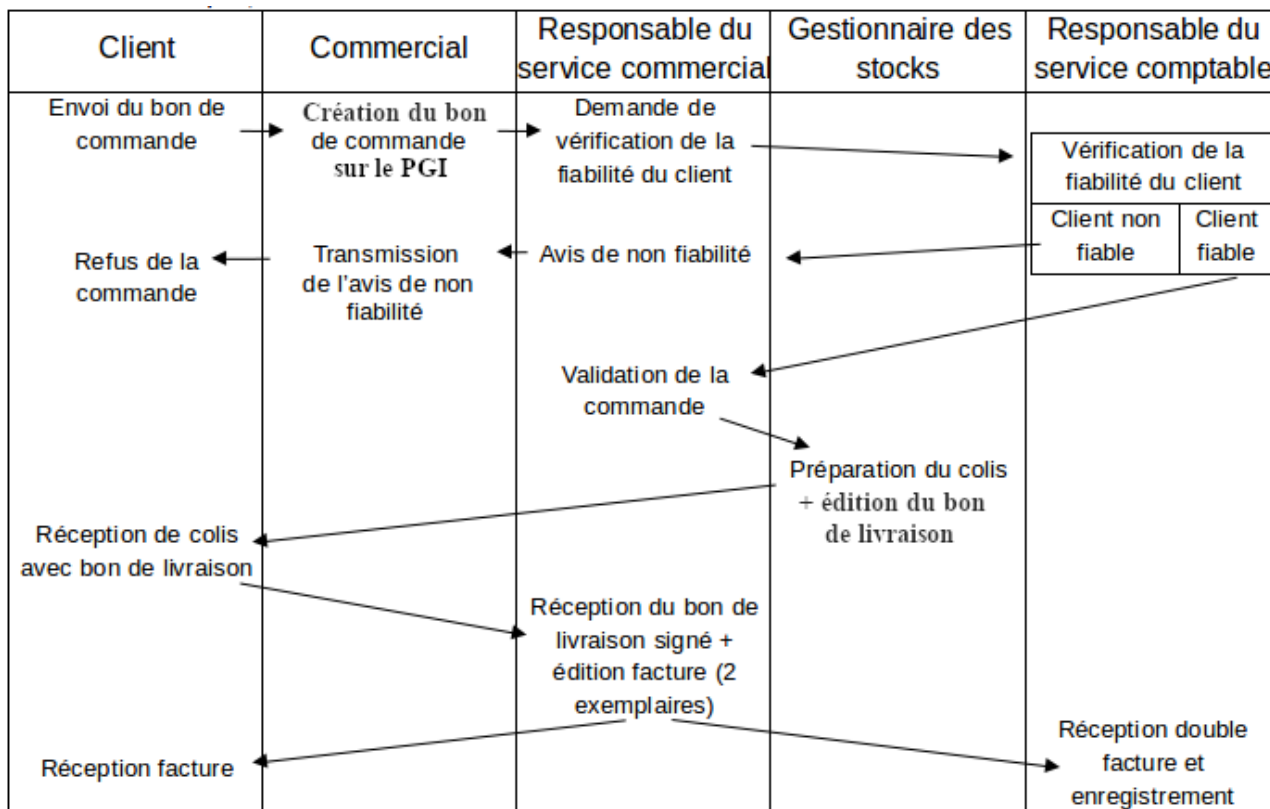 Client
Commercial
Responsable du
service commercial
Gestionnaire des
stocks
Responsable du
service comptable
Envoi du bon de
commande
Création du bon
de commande
sur le PGI
Demande de
vérification de la
fiabilité du client
Vérification de la
fiabilité du client
Client non
fiable
Client
fiable
Avis de non fiabilité
Transmission
de l'avis de non
fiabilité
Refus de la
commande
Validation de la
commande
Préparation du colis
+ édition du bon
de livraison
Réception de colis
avec bon de livraison
Réception du bon de
livraison signé +
édition facture (2
exemplaires)
Réception facture
Réception double
facture et
enregistrement